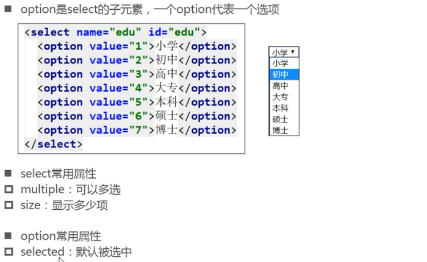 ■ option是select的子元素，一个option代表一个选项
<select name="edu" id="edu">
<option value="1">小学</option>
<option value="2">初中</option>
<option value="3">高中</option>
<option value="4">大专</option>
<option value="5">本科</option>
<option value="6">硕士</option>
<option value="7">博士</option>
</select>
小学 ▼
小学
初中
高中
大专
本科
硕士
博士
■ select常用属性
□ multiple：可以多选
□ size：显示多少项
■ option常用属性
□ selected：默认被选中